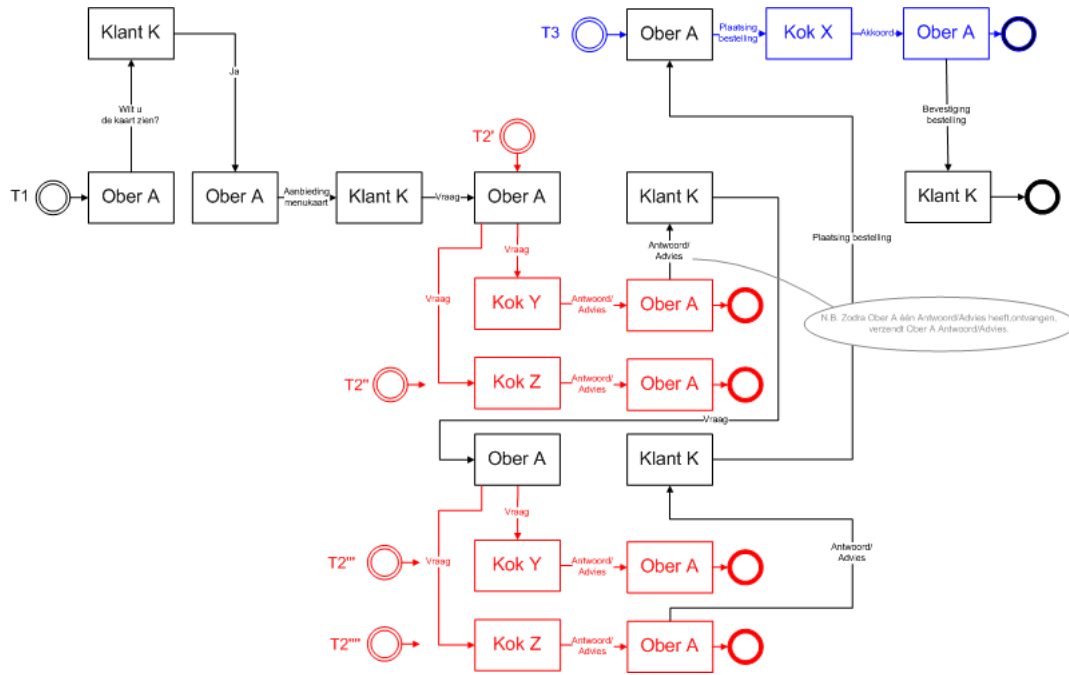 Klant K
Ja
Wilt u
de kaart zien?
T1
Ober A
Ober A
Aanbieding
menukaart
Klant K
Vraag
T2'
Ober A
T3
Ober A
Plaatsing
bestelling
Kok X
Akkoord
Ober A
Bevestiging
bestelling
Klant K
Klant K
Plaatsing bestelling
Antwoord/
Advies
Vraag
Vraag
Kok Y
Antwoord/
Advies
Ober A
N.B. Zodra Ober A één Antwoord/Advies heeft,ontvangen,
verzendt Ober A Antwoord/Advies.
T2''
Kok Z
Antwoord/
Advies
Ober A
Vraag
Ober A
Klant K
Vraag
Vraag
Antwoord/
Advies
T2'''
Kok Y
Antwoord/
Advies
Ober A
T2''''
Kok Z
Antwoord/
Advies
Ober A